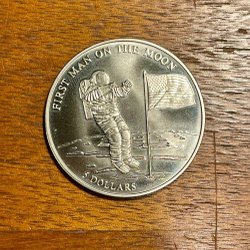 FIRST MAN ON THE MOON
5 DOLLARS